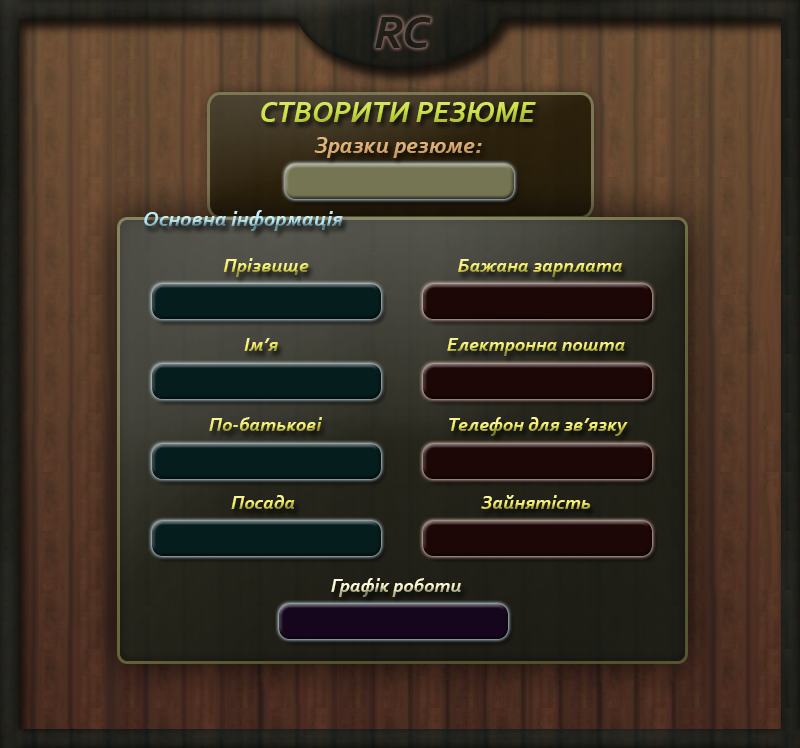 RC
СТВОРИТИ РЕЗЮМЕ
Зразки резюме:
Основна інформація
Прізвище
Бажана зарплата
Ім’я
Електронна пошта
По-батькові
Телефон для зв’язку
Посада
Зайнятість
Графік роботи